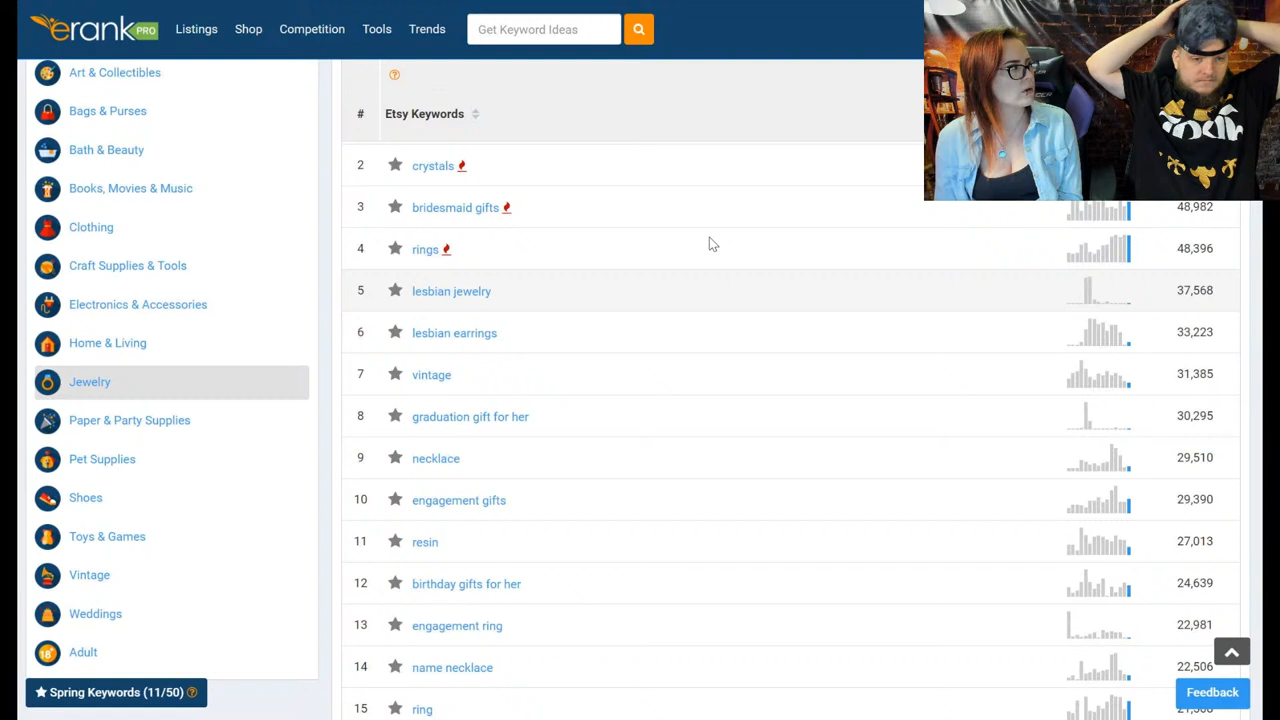 erank PRO
Listings
Shop
Competition
Tools
Trends
Get Keyword Ideas
Art & Collectibles
Bags & Purses
Bath & Beauty
Books, Movies & Music
Clothing
Craft Supplies & Tools
Electronics & Accessories
Home & Living
Jewelry
Paper & Party Supplies
Pet Supplies
Shoes
Toys & Games
Vintage
Weddings
18+
Adult
Spring Keywords (11/50) ?
?
# Etsy Keywords
2 crystals
3 bridesmaid gifts 48,982
4 rings 48,396
5 lesbian jewelry 37,568
6 lesbian earrings 33,223
7 vintage 31,385
8 graduation gift for her 30,295
9 necklace 29,510
10 engagement gifts 29,390
11 resin 27,013
12 birthday gifts for her 24,639
13 engagement ring 22,981
14 name necklace 22,506
15 ring
Feedback